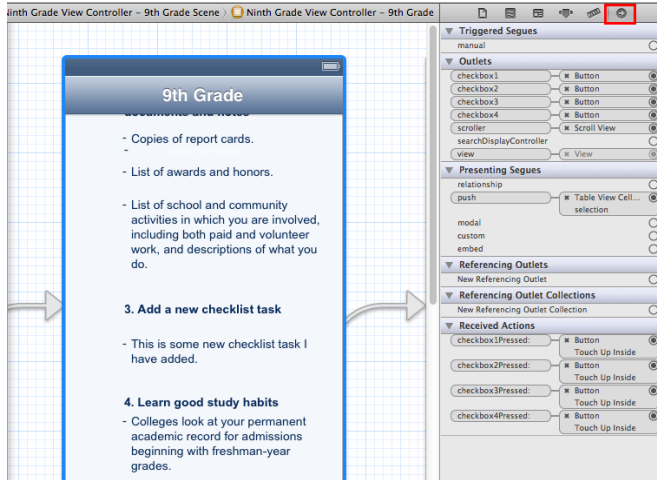 Ninth Grade View Controller – 9th Grade Scene
Ninth Grade View Controller – 9th Grade
9th Grade
documents and notes
- Copies of report cards.
-
- List of awards and honors.
- List of school and community
activities in which you are involved,
including both paid and volunteer
work, and descriptions of what you
do.
3. Add a new checklist task
- This is some new checklist task I
have added.
4. Learn good study habits
- Colleges look at your permanent
academic record for admissions
beginning with freshman-year
grades.
Triggered Segues
manual
Outlets
checkbox1 Button
checkbox2 Button
checkbox3 Button
checkbox4 Button
scroller Scroll View
searchDisplayController
view View
Presenting Segues
relationship
push Table View Cell...
selection
modal
custom
embed
Referencing Outlets
New Referencing Outlet
Referencing Outlet Collections
New Referencing Outlet Collection
Received Actions
checkbox1Pressed: Button
Touch Up Inside
checkbox2Pressed: Button
Touch Up Inside
checkbox3Pressed: Button
Touch Up Inside
checkbox4Pressed: Button
Touch Up Inside